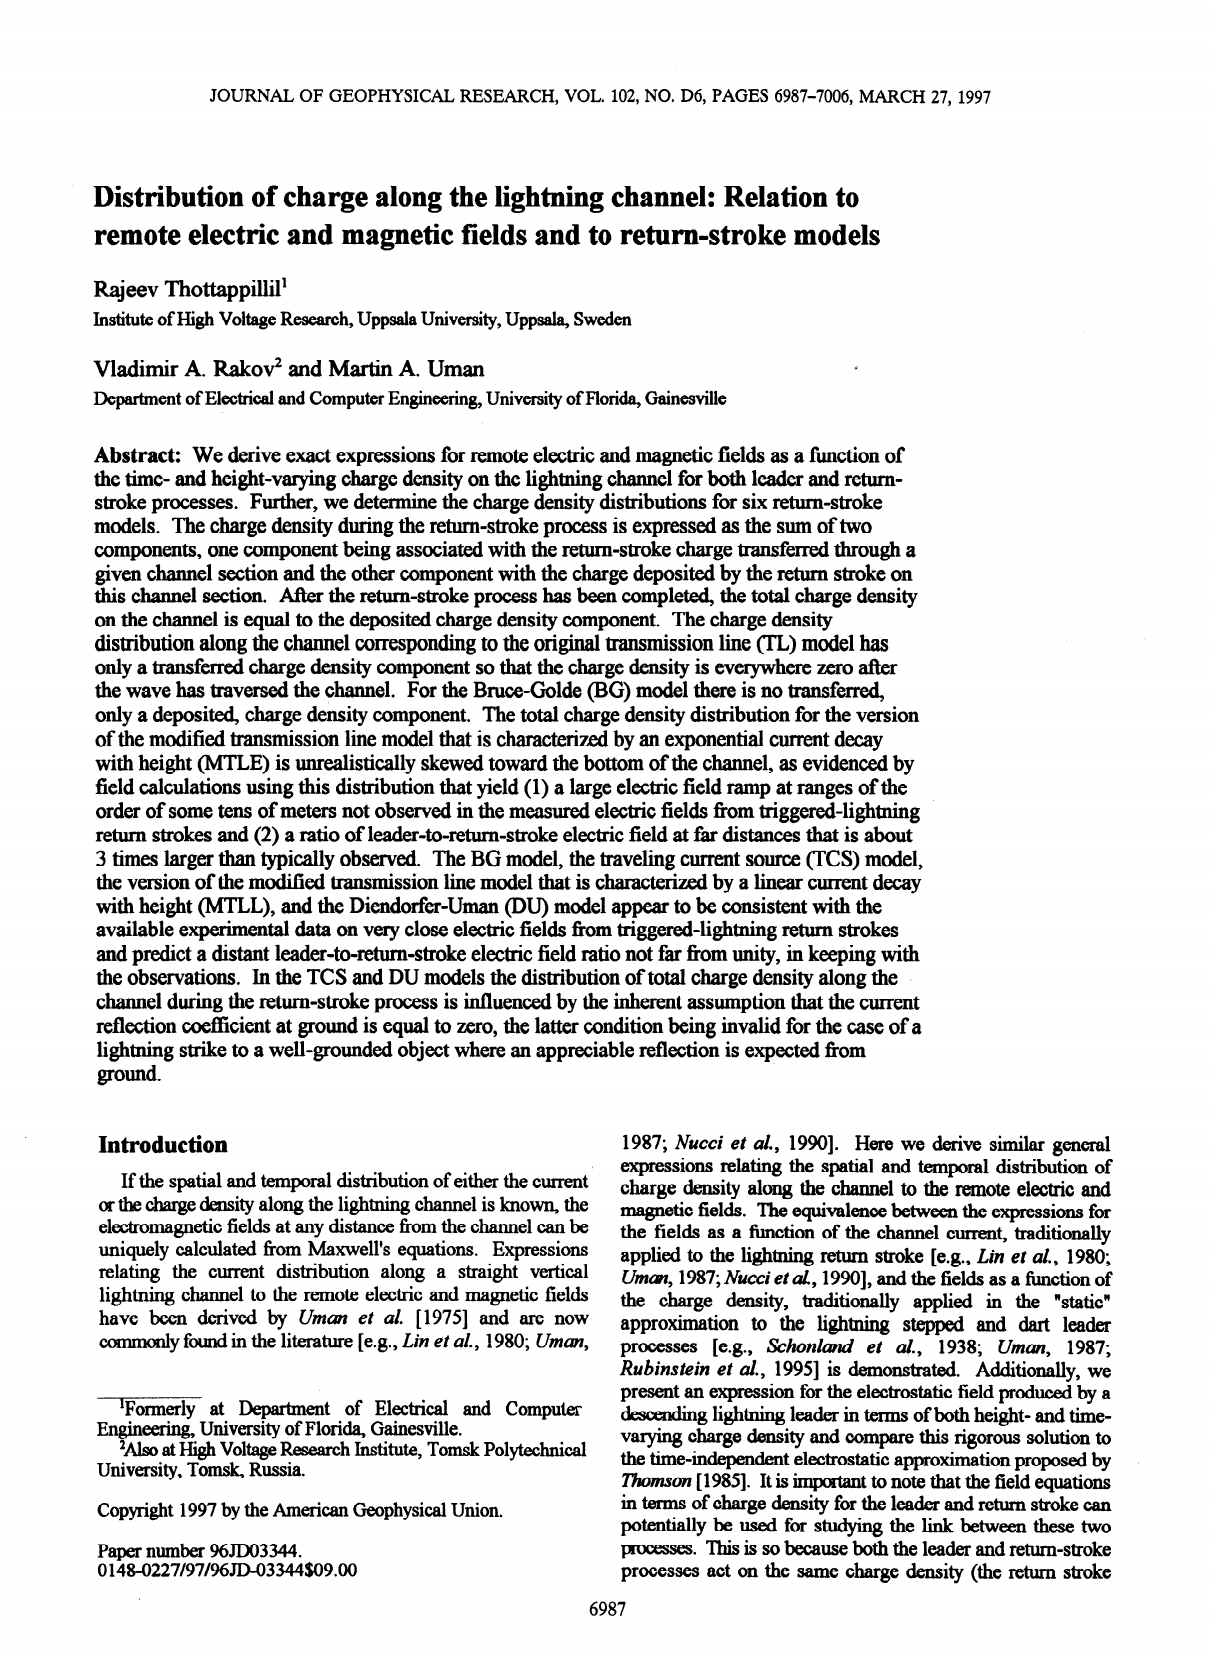 JOURNAL OF GEOPHYSICAL RESEARCH, VOL. 102, NO. D6, PAGES 6987–7006, MARCH 27, 1997
Distribution of charge along the lightning channel: Relation to
remote electric and magnetic fields and to return-stroke models
Rajeev Thottappillil¹
Institute of High Voltage Research, Uppsala University, Uppsala, Sweden
Vladimir A. Rakov² and Martin A. Uman
Department of Electrical and Computer Engineering, University of Florida, Gainesville
Abstract: We derive exact expressions for remote electric and magnetic fields as a function of
the time- and height-varying charge density on the lightning channel for both leader and return-
stroke processes. Further, we determine the charge density distributions for six return-stroke
models. The charge density during the return-stroke process is expressed as the sum of two
components, one component being associated with the return-stroke charge transferred through a
given channel section and the other component with the charge deposited by the return stroke on
this channel section. After the return-stroke process has been completed, the total charge density
on the channel is equal to the deposited charge density component. The charge density
distribution along the channel corresponding to the original transmission line (TL) model has
only a transferred charge density component so that the charge density is everywhere zero after
the wave has traversed the channel. For the Bruce-Golde (BG) model there is no transferred,
only a deposited, charge density component. The total charge density distribution for the version
of the modified transmission line model that is characterized by an exponential current decay
with height (MTLE) is unrealistically skewed toward the bottom of the channel, as evidenced by
field calculations using this distribution that yield (1) a large electric field ramp at ranges of the
order of some tens of meters not observed in the measured electric fields from triggered-lightning
return strokes and (2) a ratio of leader-to-return-stroke electric field at far distances that is about
3 times larger than typically observed. The BG model, the traveling current source (TCS) model,
the version of the modified transmission line model that is characterized by a linear current decay
with height (MTLL), and the Diendorfer-Uman (DU) model appear to be consistent with the
available experimental data on very close electric fields from triggered-lightning return strokes
and predict a distant leader-to-return-stroke electric field ratio not far from unity, in keeping with
the observations. In the TCS and DU models the distribution of total charge density along the
channel during the return-stroke process is influenced by the inherent assumption that the current
reflection coefficient at ground is equal to zero, the latter condition being invalid for the case of a
lightning strike to a well-grounded object where an appreciable reflection is expected from
ground.
Introduction
If the spatial and temporal distribution of either the current
or the charge density along the lightning channel is known, the
electromagnetic fields at any distance from the channel can be
uniquely calculated from Maxwell's equations. Expressions
relating the current distribution along a straight vertical
lightning channel to the remote electric and magnetic fields
have been derived by Uman et al. [1975] and are now
commonly found in the literature [e.g., Lin et al., 1980; Uman,
¹Formerly at Department of Electrical and Computer
Engineering, University of Florida, Gainesville.
²Also at High Voltage Research Institute, Tomsk Polytechnical
University, Tomsk, Russia.
Copyright 1997 by the American Geophysical Union.
Paper number 96JD03344.
0148-0227/97/96JD-03344$09.00
1987; Nucci et al., 1990]. Here we derive similar general
expressions relating the spatial and temporal distribution of
charge density along the channel to the remote electric and
magnetic fields. The equivalence between the expressions for
the fields as a function of the channel current, traditionally
applied to the lightning return stroke [e.g., Lin et al., 1980;
Uman, 1987; Nucci et al., 1990], and the fields as a function of
the charge density, traditionally applied in the "static"
approximation to the lightning stepped and dart leader
processes [e.g., Schonland et al., 1938; Uman, 1987;
Rubinstein et al., 1995] is demonstrated. Additionally, we
present an expression for the electrostatic field produced by a
descending lightning leader in terms of both height- and time-
varying charge density and compare this rigorous solution to
the time-independent electrostatic approximation proposed by
Thomson [1985]. It is important to note that the field equations
in terms of charge density for the leader and return stroke can
potentially be used for studying the link between these two
processes. This is so because both the leader and return-stroke
processes act on the same charge density (the return stroke
6987